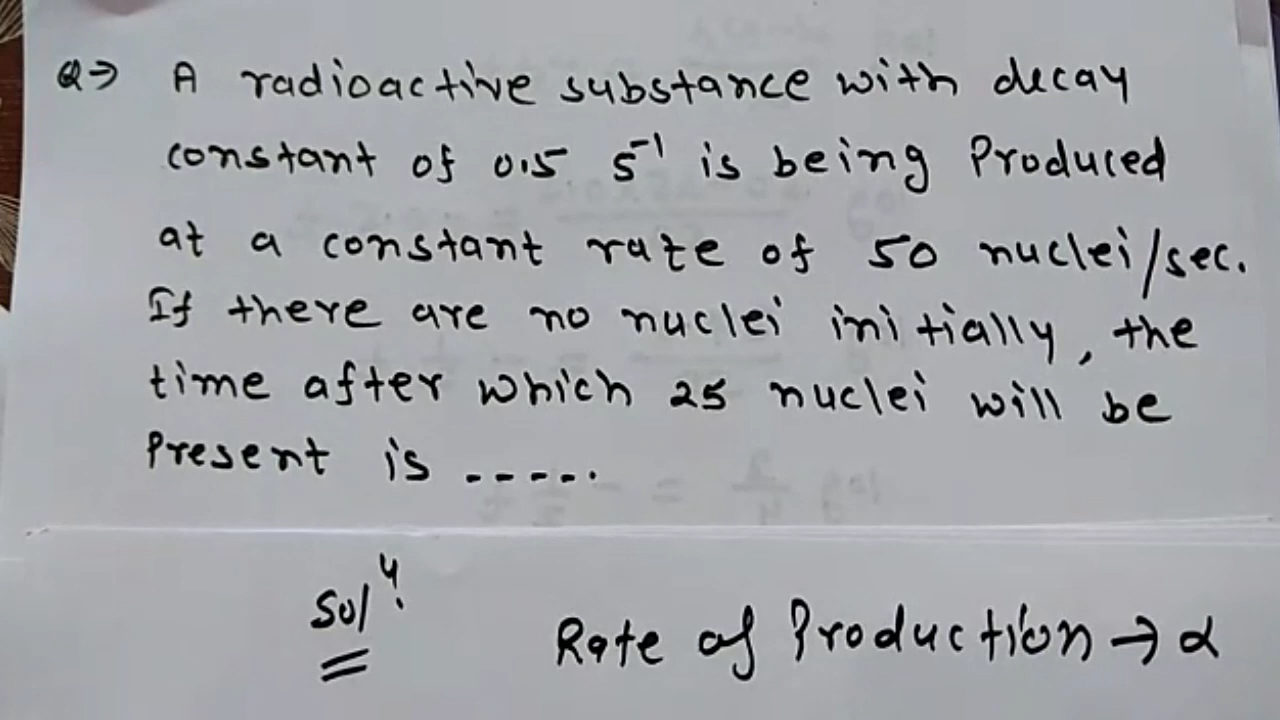 Q→ A radioactive substance with decay
constant of 0.5 s⁻¹ is being Produced
at a constant rate of 50 nuclei/sec.
If there are no nuclei initially, the
time after which 25 nuclei will be
Present is -----.
Solⁿ:
Rate of Production → α